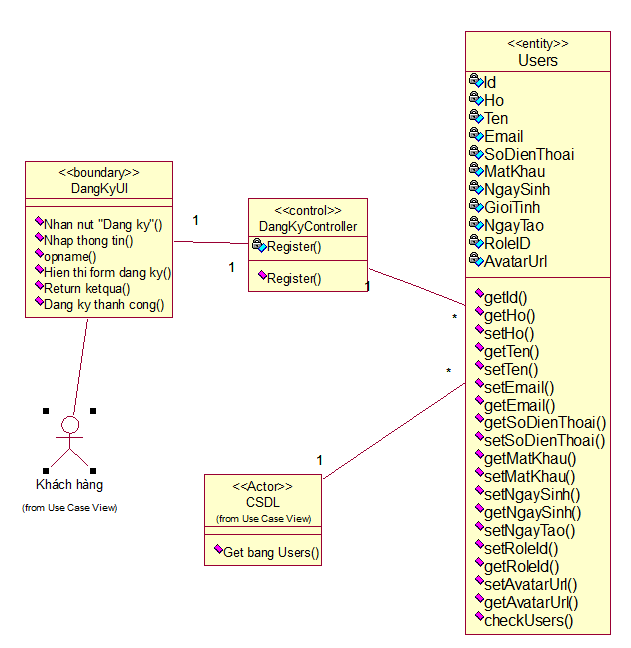 <<boundary>>
DangKyUI
Nhan nut "Dang ky"()
Nhap thong tin()
opname()
Hien thi form dang ky()
Return ketqua()
Dang ky thanh cong()
1
1
<<control>>
DangKyController
Register()
Register()
1
*
<<entity>>
Users
Id
Ho
Ten
Email
SoDienThoai
MatKhau
NgaySinh
GioiTinh
NgayTao
RoleID
AvatarUrl
getId()
getHo()
setHo()
getTen()
setTen()
setEmail()
getEmail()
getSoDienThoai()
setSoDienThoai()
getMatKhau()
setMatKhau()
setNgaySinh()
getNgaySinh()
setNgayTao()
setRoleId()
getRoleId()
setAvatarUrl()
getAvatarUrl()
checkUsers()
*
1
<<Actor>>
CSDL
(from Use Case View)
Get bang Users()
Khách hàng
(from Use Case View)